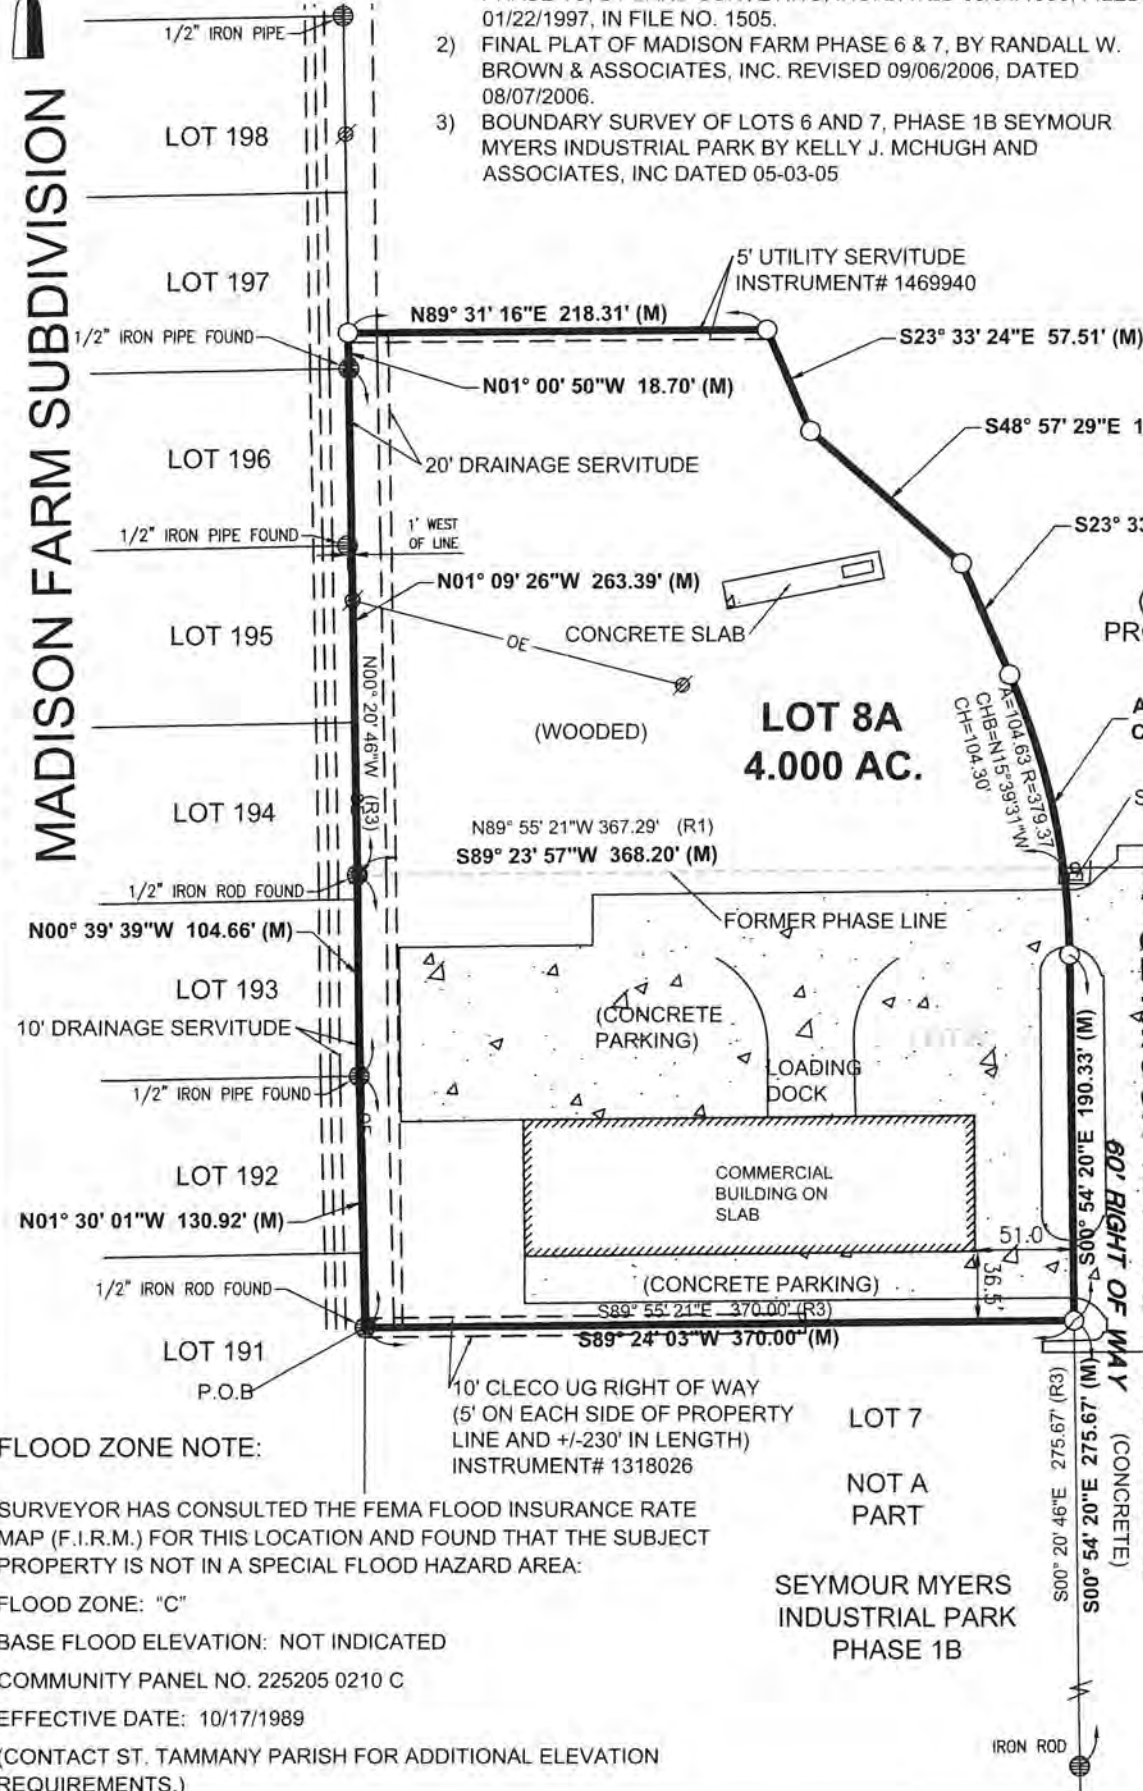 01/22/1997, IN FILE NO. 1505.
2) FINAL PLAT OF MADISON FARM PHASE 6 & 7, BY RANDALL W.
BROWN & ASSOCIATES, INC. REVISED 09/06/2006, DATED
08/07/2006.
3) BOUNDARY SURVEY OF LOTS 6 AND 7, PHASE 1B SEYMOUR
MYERS INDUSTRIAL PARK BY KELLY J. MCHUGH AND
ASSOCIATES, INC DATED 05-03-05
MADISON FARM SUBDIVISION
1/2" IRON PIPE
LOT 198
LOT 197
5' UTILITY SERVITUDE
INSTRUMENT# 1469940
N89° 31' 16"E 218.31' (M)
1/2" IRON PIPE FOUND
S23° 33' 24"E 57.51' (M)
N01° 00' 50"W 18.70' (M)
S48° 57' 29"E 1
LOT 196
20' DRAINAGE SERVITUDE
1/2" IRON PIPE FOUND
1' WEST
OF LINE
S23° 33
N01° 09' 26"W 263.39' (M)
(
PRO
LOT 195
OE
CONCRETE SLAB
N00° 20' 46"W (R3)
(WOODED)
LOT 8A
4.000 AC.
A=104.63 R=379.37
CHB=N15°39'31"W
CH=104.30'
A
C
S
LOT 194
N89° 55' 21"W 367.29' (R1)
S89° 23' 57"W 368.20' (M)
1/2" IRON ROD FOUND
FORMER PHASE LINE
N00° 39' 39"W 104.66' (M)
LOT 193
(CONCRETE
PARKING)
10' DRAINAGE SERVITUDE
LOADING
DOCK
1/2" IRON PIPE FOUND
OE
S00° 54' 20"E 190.33' (M)
60' RIGHT OF WAY
LOT 192
COMMERCIAL
BUILDING ON
SLAB
N01° 30' 01"W 130.92' (M)
51.0'
36.5'
1/2" IRON ROD FOUND
(CONCRETE PARKING)
S89° 55' 21"E 370.00' (R3)
S89° 24' 03"W 370.00' (M)
LOT 191
P.O.B
10' CLECO UG RIGHT OF WAY
(5' ON EACH SIDE OF PROPERTY
LINE AND +/-230' IN LENGTH)
INSTRUMENT# 1318026
LOT 7
NOT A
PART
S00° 20' 46"E 275.67' (R3)
S00° 54' 20"E 275.67' (M)
(CONCRETE)
SEYMOUR MYERS
INDUSTRIAL PARK
PHASE 1B
IRON ROD
FLOOD ZONE NOTE:
SURVEYOR HAS CONSULTED THE FEMA FLOOD INSURANCE RATE
MAP (F.I.R.M.) FOR THIS LOCATION AND FOUND THAT THE SUBJECT
PROPERTY IS NOT IN A SPECIAL FLOOD HAZARD AREA:
FLOOD ZONE: "C"
BASE FLOOD ELEVATION: NOT INDICATED
COMMUNITY PANEL NO. 225205 0210 C
EFFECTIVE DATE: 10/17/1989
(CONTACT ST. TAMMANY PARISH FOR ADDITIONAL ELEVATION
REQUIREMENTS.)